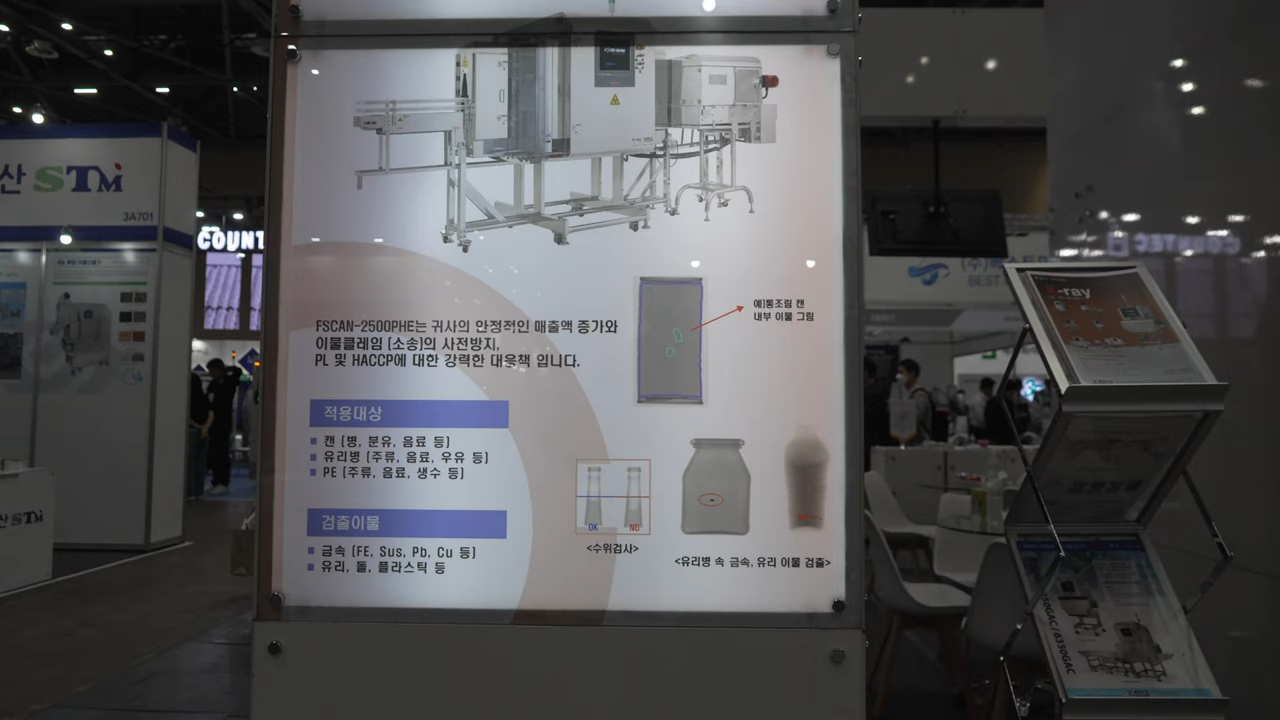 산 STM
3A701
COUNT
산 STM
FSCAN-2500PHE는 귀사의 안정적인 매출액 증가와
이물클레임 (소송)의 사전방지,
PL 및 HACCP에 대한 강력한 대응책 입니다.
적용대상
캔 (병, 분유, 음료 등)
유리병 (주류, 음료, 우유 등)
PE (주류, 음료, 생수 등)
검출이물
금속 (FE, Sus, Pb, Cu 등)
유리, 돌, 플라스틱 등
예)통조림 캔
내부 이물 그림
OK
NG
<수위검사>
<유리병 속 금속, 유리 이물 검출>
BEST
X-ray
6350GAC